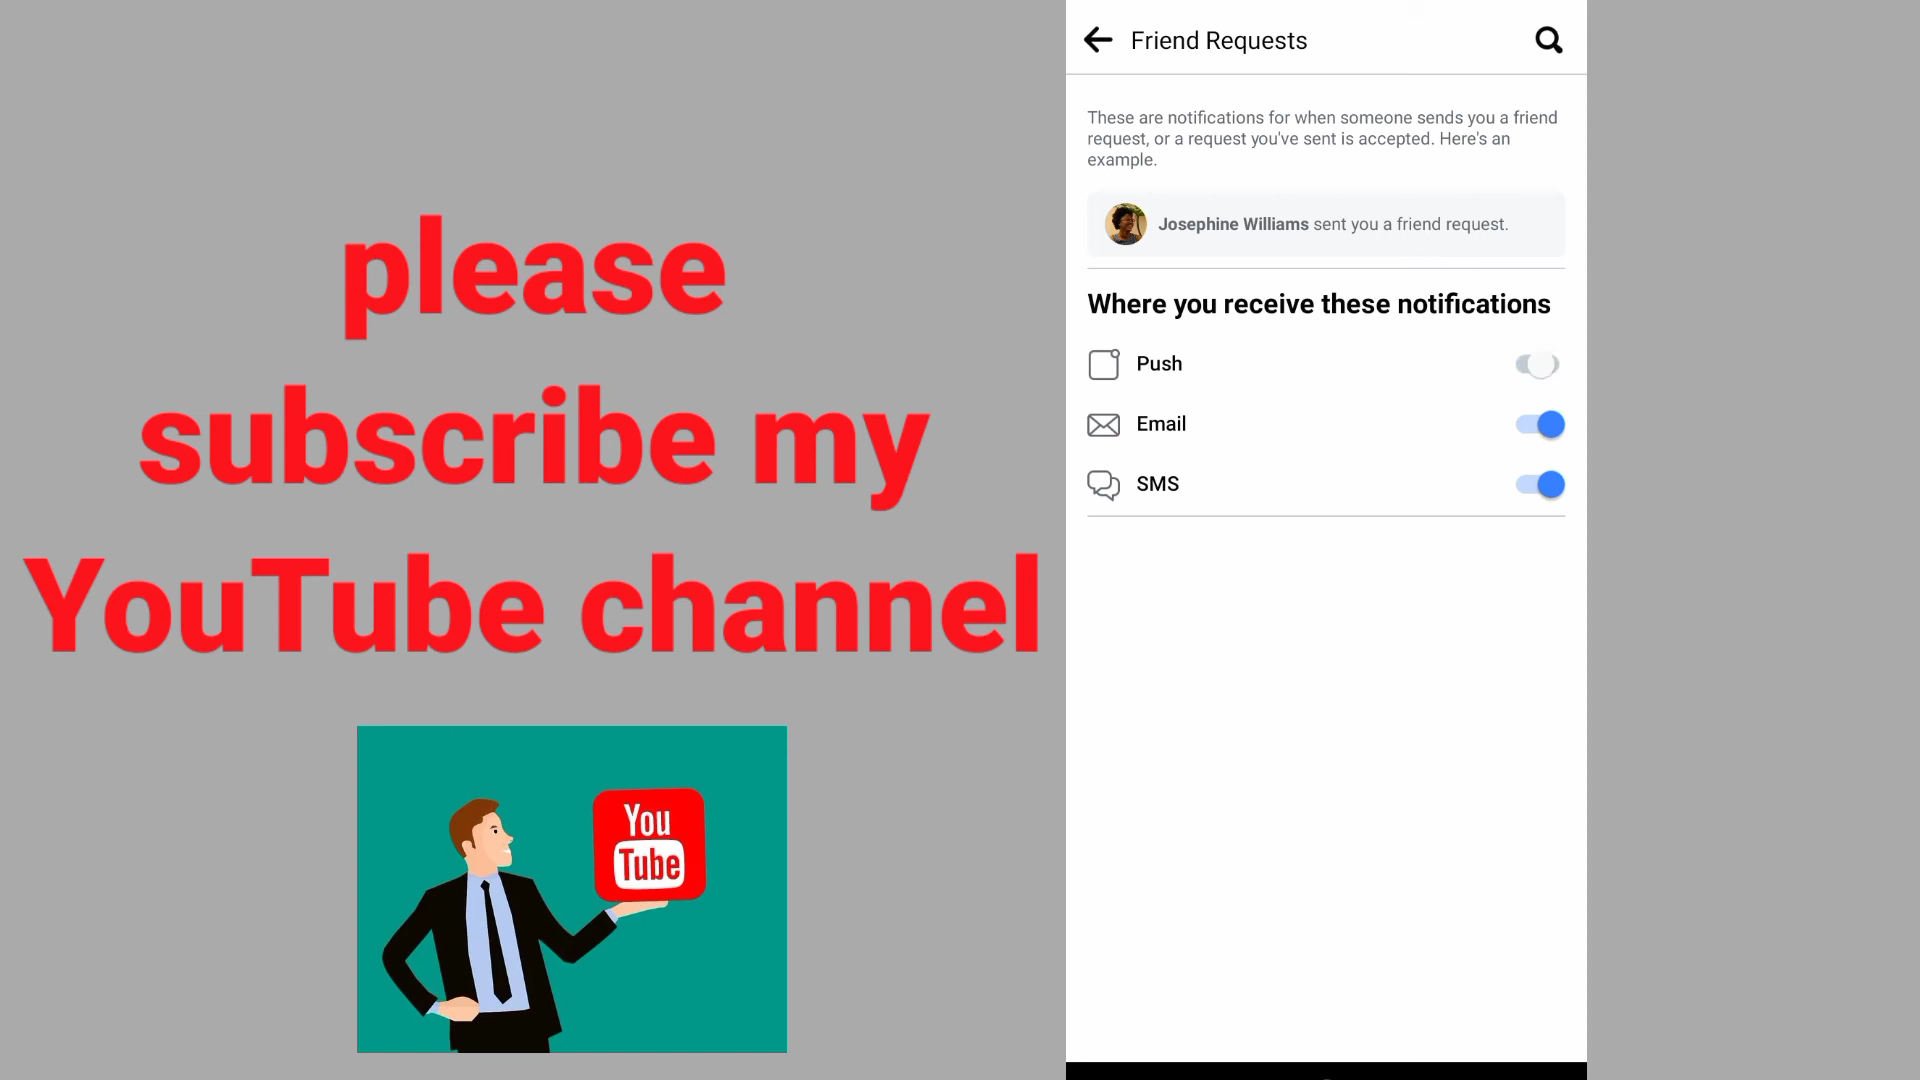 please
subscribe my
YouTube channel
You
Tube
Friend Requests
These are notifications for when someone sends you a friend
request, or a request you've sent is accepted. Here's an
example.
Josephine Williams sent you a friend request.
Where you receive these notifications
Push
Email
SMS